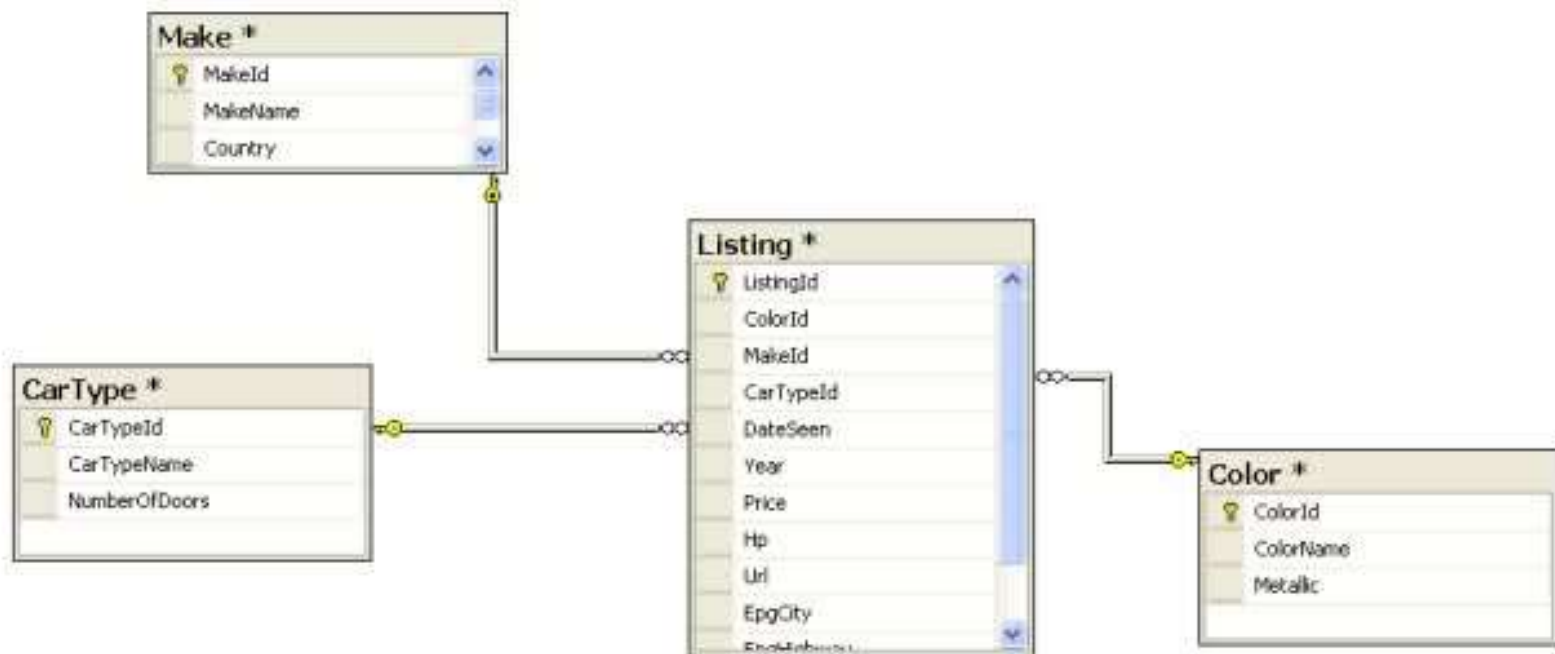 Make *
MakeId
MakeName
Country
Listing *
ListingId
ColorId
MakeId
CarTypeId
DateSeen
Year
Price
Hp
Url
EpgCity
CarType *
CarTypeId
CarTypeName
NumberOfDoors
Color *
ColorId
ColorName
Metallic